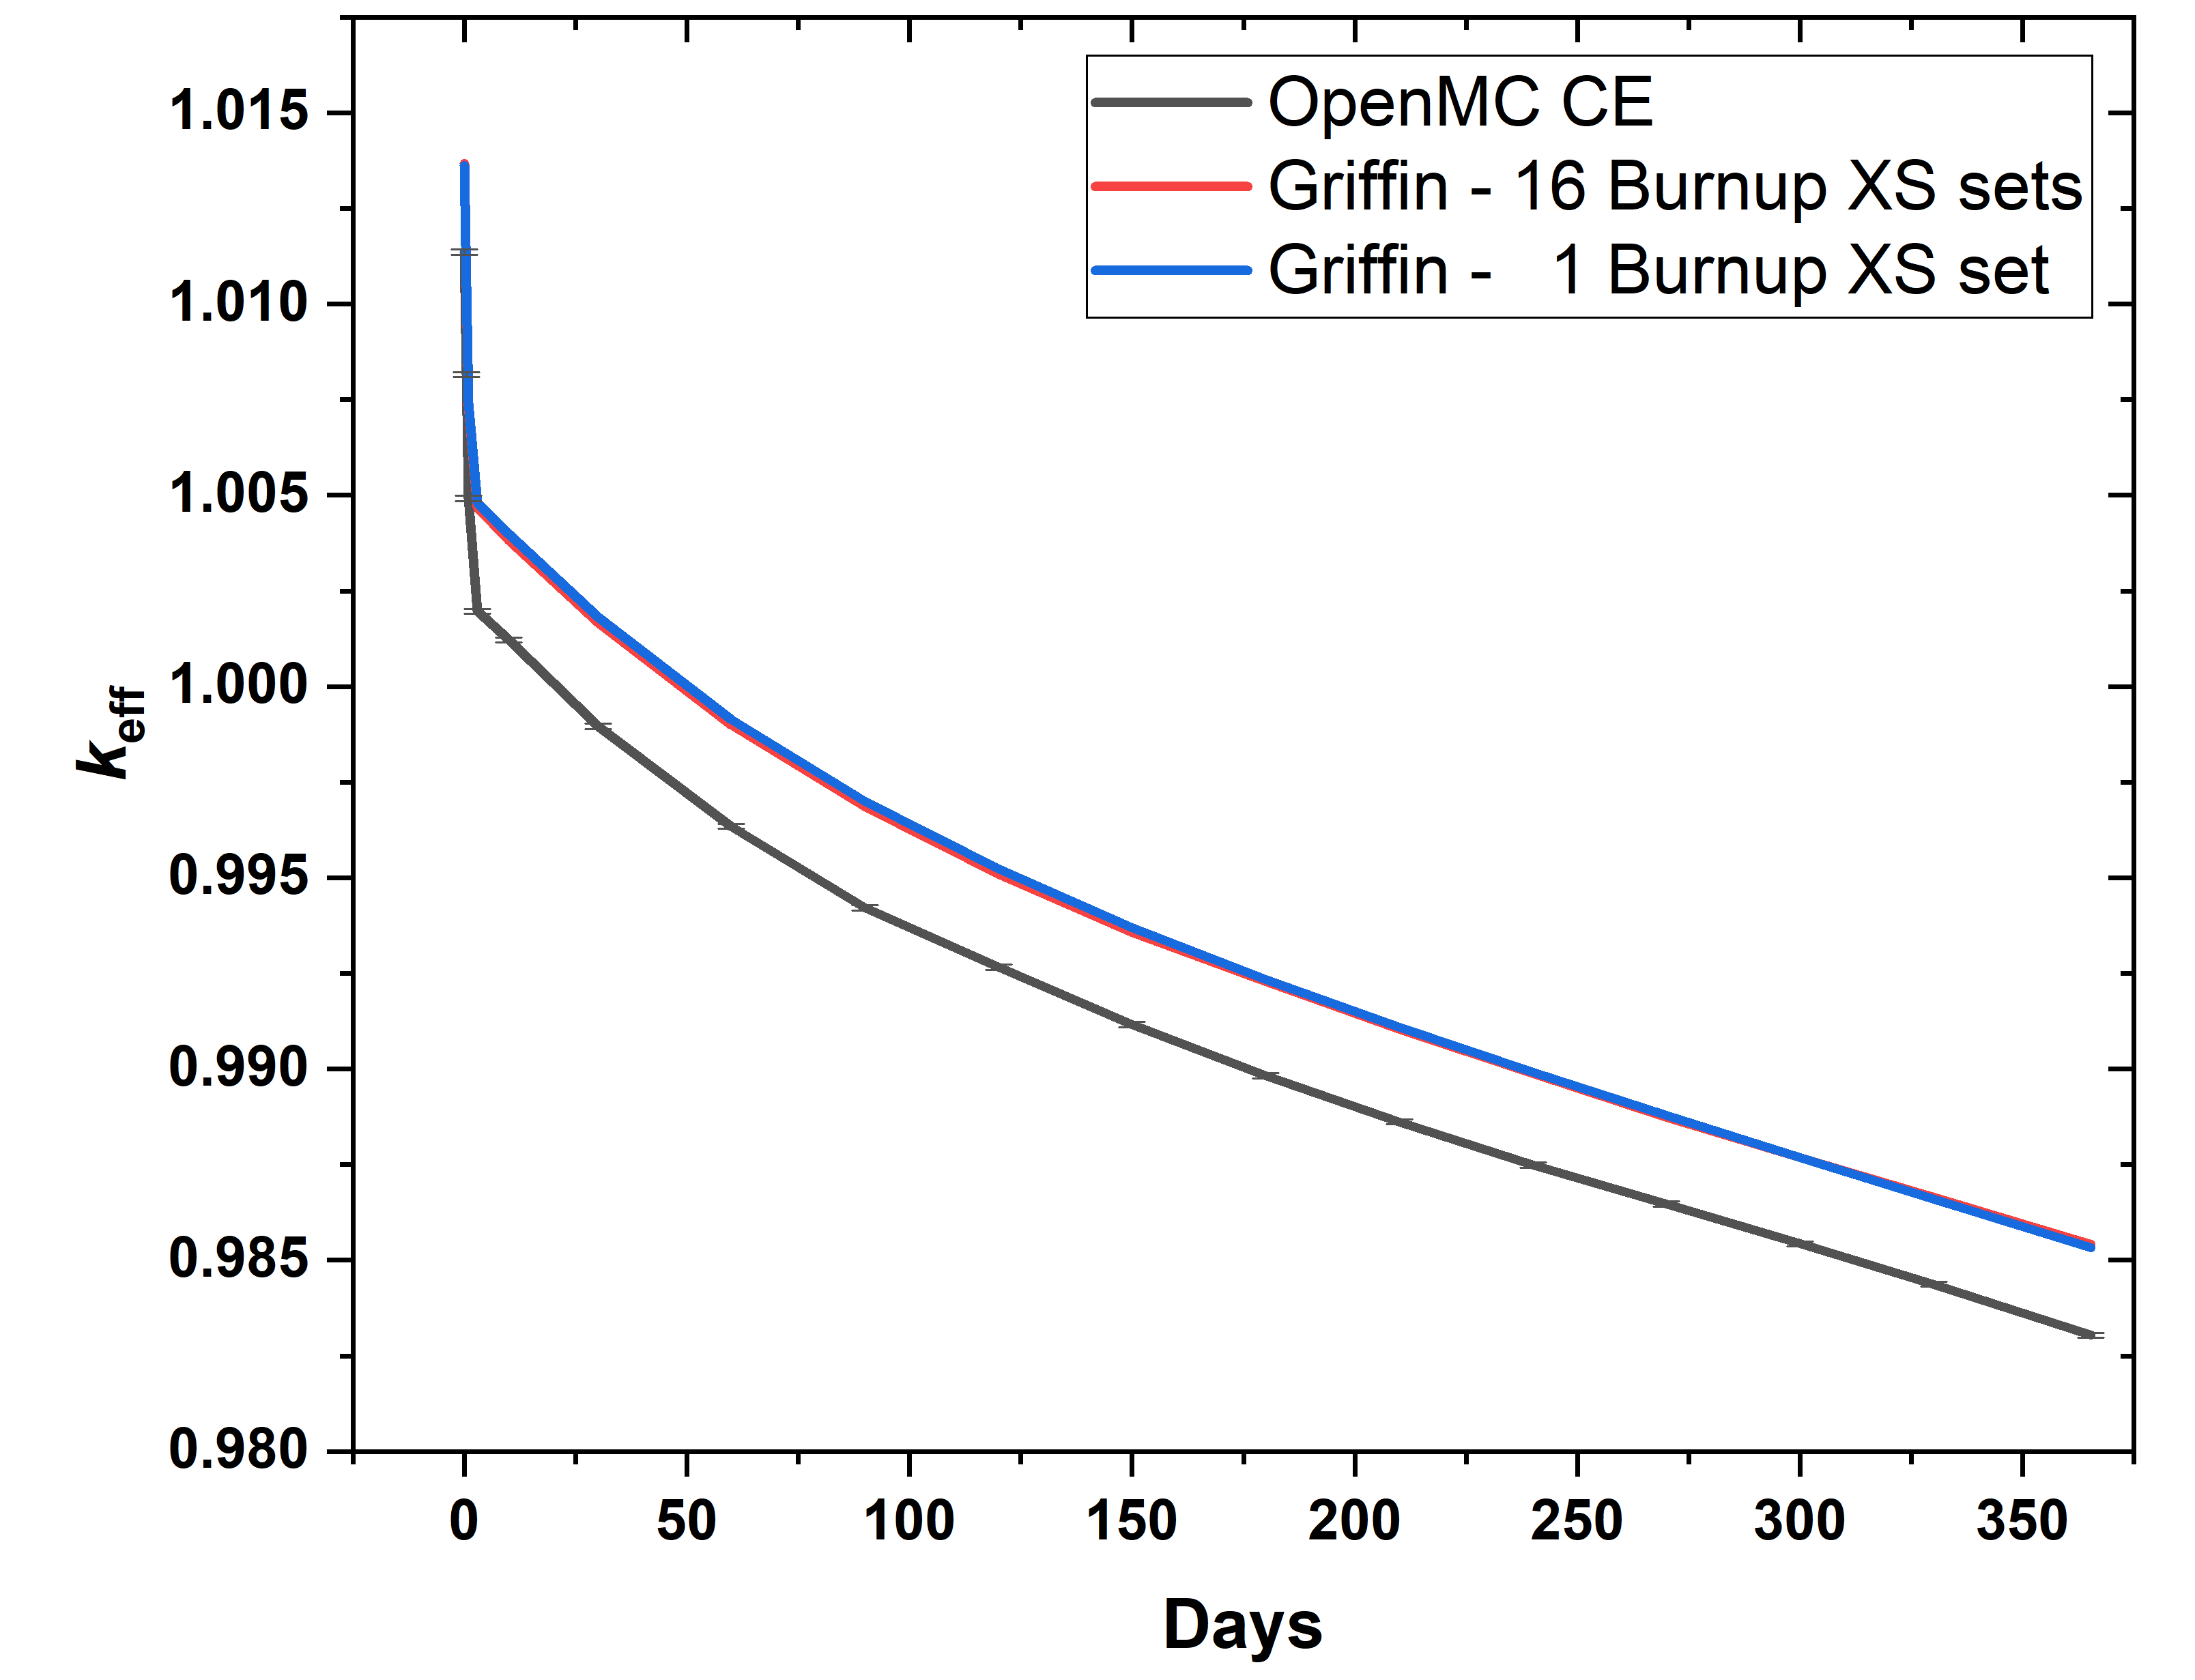 OpenMC CE
Griffin - 16 Burnup XS sets
Griffin - 1 Burnup XS set
1.015
1.010
1.005
1.000
0.995
0.990
0.985
0.980
keff
0 50 100 150 200 250 300 350
Days